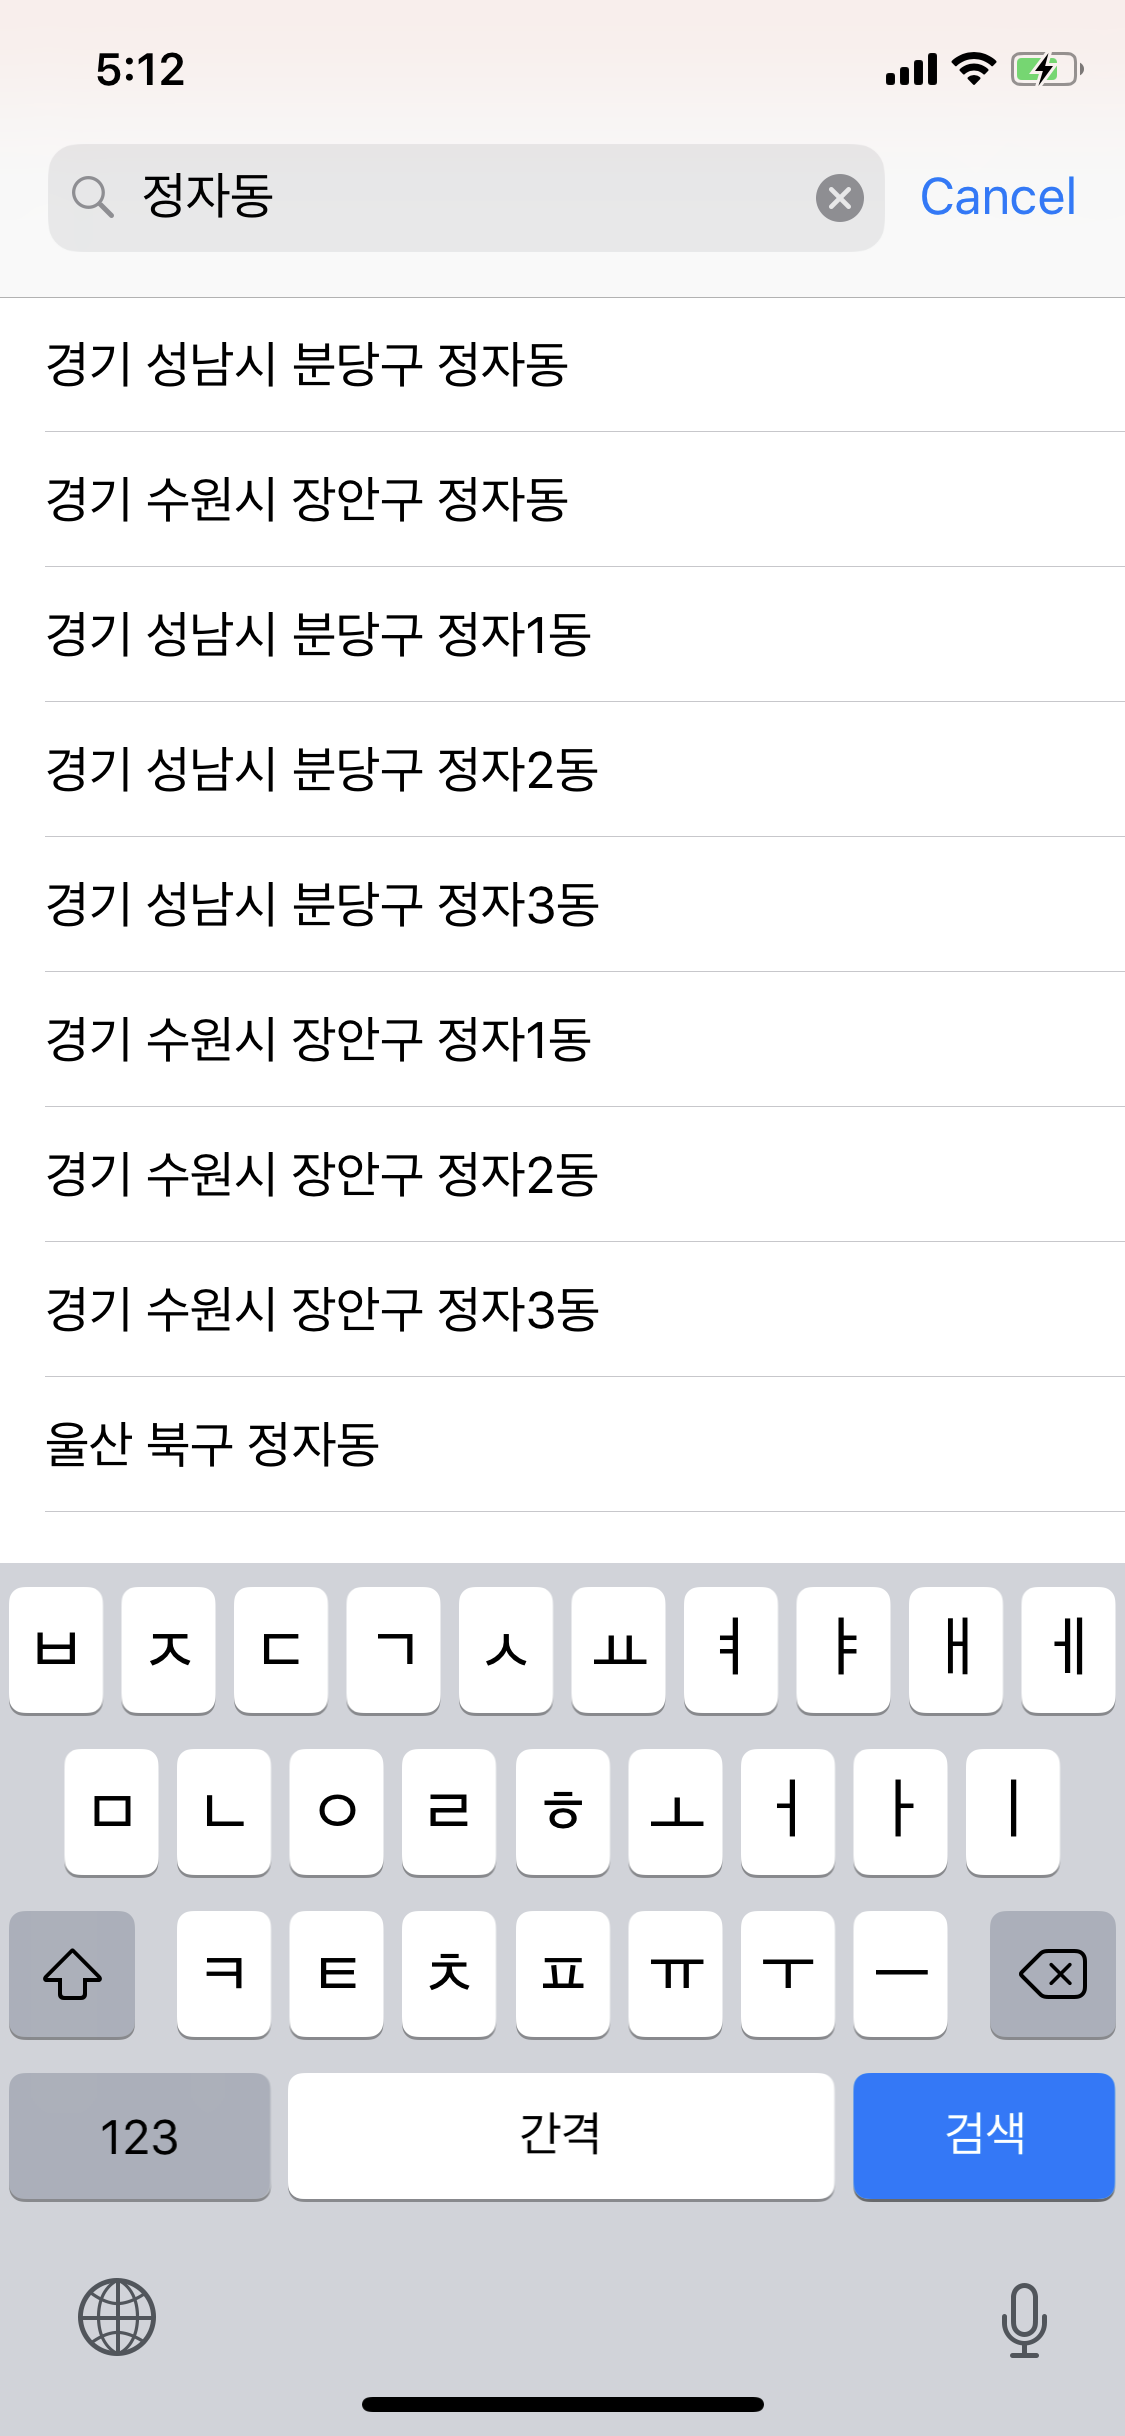 5:12
정자동
Cancel
경기 성남시 분당구 정자동
경기 수원시 장안구 정자동
경기 성남시 분당구 정자1동
경기 성남시 분당구 정자2동
경기 성남시 분당구 정자3동
경기 수원시 장안구 정자1동
경기 수원시 장안구 정자2동
경기 수원시 장안구 정자3동
울산 북구 정자동
ㅂ ㅈ ㄷ ㄱ ㅅ ㅛ ㅕ ㅑ ㅐ ㅔ
ㅁ ㄴ ㅇ ㄹ ㅎ ㅗ ㅓ ㅏ ㅣ
ㅋ ㅌ ㅊ ㅍ ㅠ ㅜ ㅡ
123 간격 검색